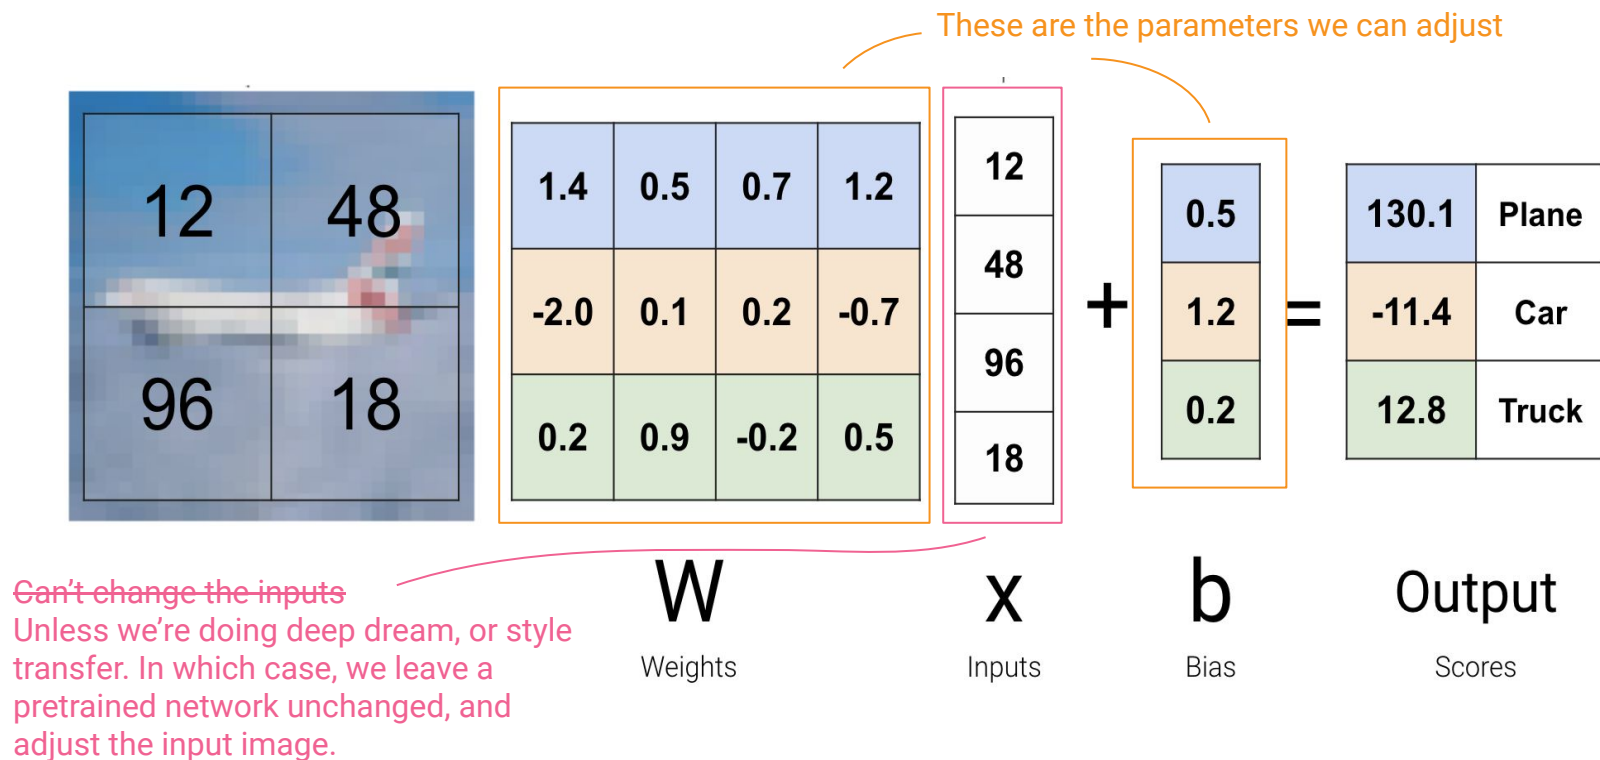 These are the parameters we can adjust
12 48
96 18
1.4 0.5 0.7 1.2
-2.0 0.1 0.2 -0.7
0.2 0.9 -0.2 0.5
12
48
96
18
+
0.5
1.2
0.2
=
130.1 Plane
-11.4 Car
12.8 Truck
W x b Output
Weights Inputs Bias Scores
Can’t change the inputs
Unless we’re doing deep dream, or style
transfer. In which case, we leave a
pretrained network unchanged, and
adjust the input image.